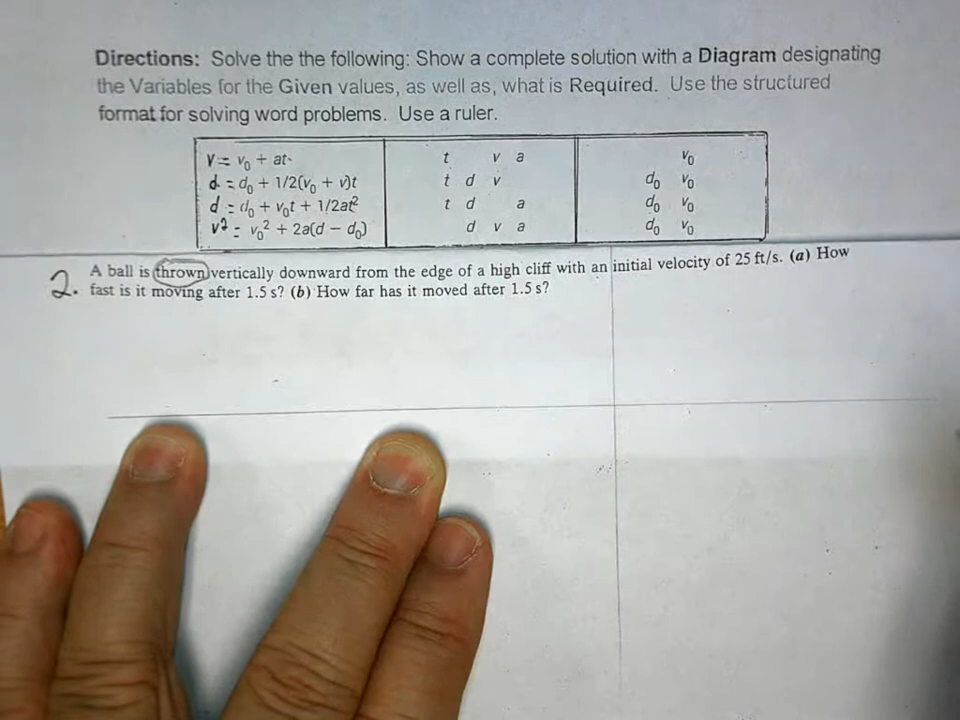 Directions: Solve the the following: Show a complete solution with a Diagram designating
the Variables for the Given values, as well as, what is Required. Use the structured
format for solving word problems. Use a ruler.
v = v₀ + at t v a v₀
d = d₀ + 1/2(v₀ + v)t t d v d₀ v₀
d = d₀ + v₀t + 1/2at² t d a d₀ v₀
v² = v₀² + 2a(d – d₀) d v a d₀ v₀
2. A ball is thrown vertically downward from the edge of a high cliff with an initial velocity of 25 ft/s. (a) How
fast is it moving after 1.5 s? (b) How far has it moved after 1.5 s?